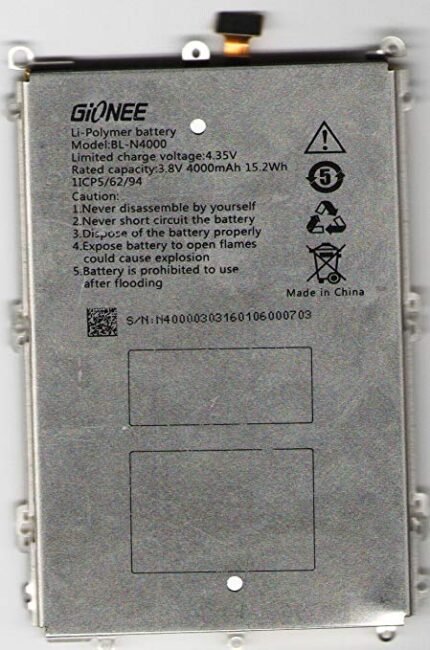 GiONEE
Li-Polymer battery
Model:BL-N4000
Limited charge voltage:4.35V
Rated capacity:3.8V 4000mAh 15.2Wh
1ICP5/62/94
Caution:
1.Never disassemble by yourself
2.Never short circuit the battery
3.Dispose of the battery properly
4.Expose battery to open flames
could cause explosion
5.Battery is prohibited to use
after flooding
5
Made in China
S/N:N40000303160106000703